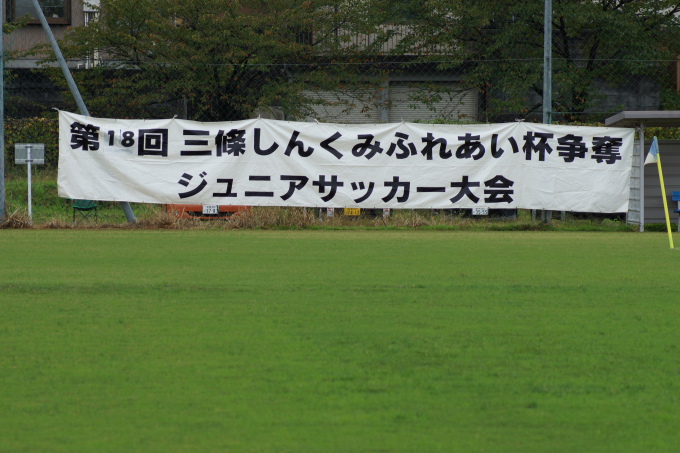 第18回 三條しんくみふれあい杯争奪
ジュニアサッカー大会